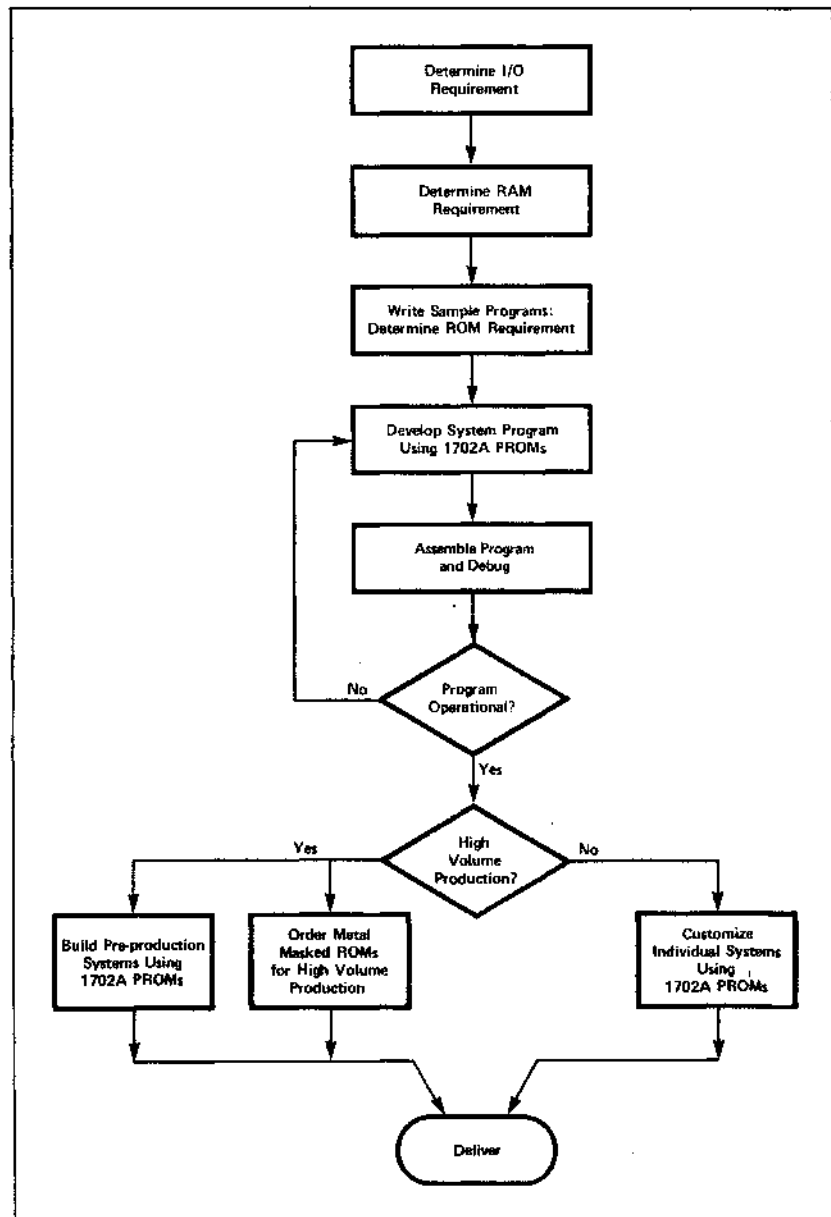 Determine I/O
Requirement
Determine RAM
Requirement
Write Sample Programs:
Determine ROM Requirement
Develop System Program
Using 1702A PROMs
Assemble Program
and Debug
No
Program
Operational?
Yes
Yes
High
Volume
Production?
No
Build Pre-production
Systems Using
1702A PROMs
Order Metal
Masked ROMs
for High Volume
Production
Customize
Individual Systems
Using
1702A PROMs
Deliver